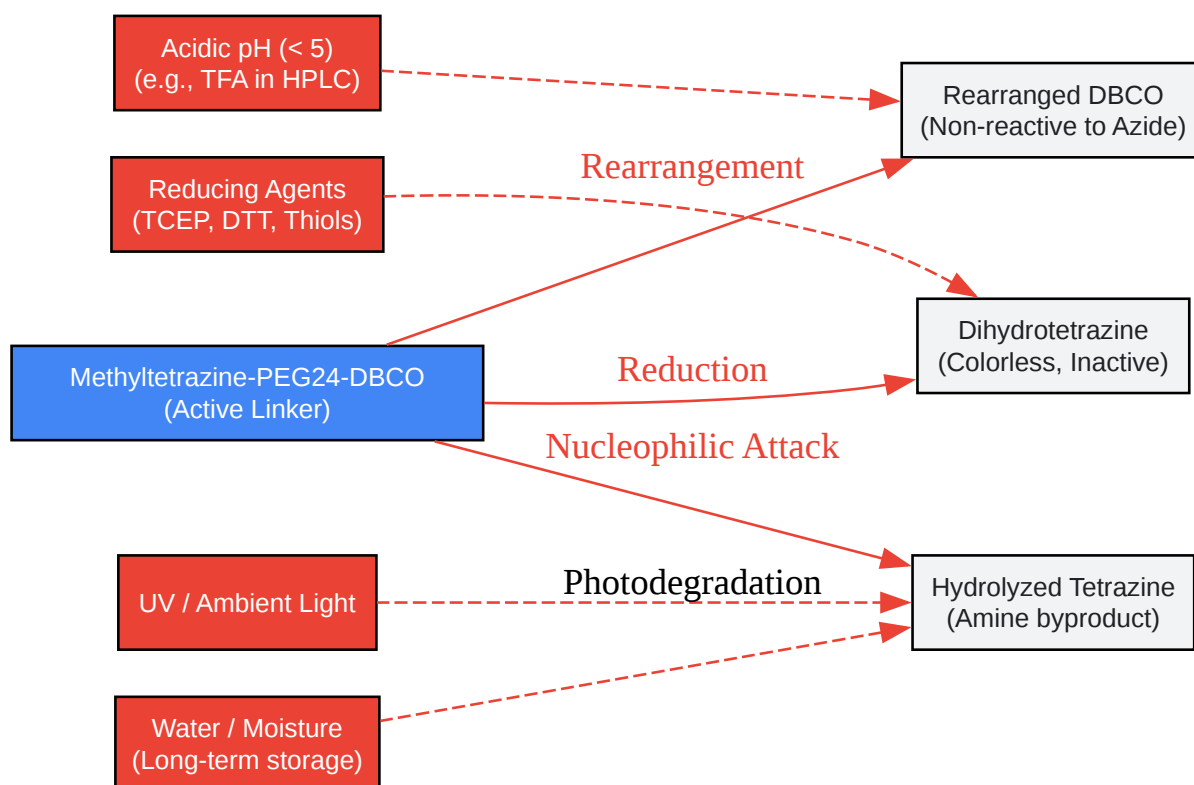 Acidic pH (< 5)
(e.g., TFA in HPLC)
Rearranged DBCO
(Non-reactive to Azide)
Rearrangement
Reducing Agents
(TCEP, DTT, Thiols)
Dihydrotetrazine
(Colorless, Inactive)
Reduction
Methyltetrazine-PEG24-DBCO
(Active Linker)
Nucleophilic Attack
Photodegradation
UV / Ambient Light
Hydrolyzed Tetrazine
(Amine byproduct)
Water / Moisture
(Long-term storage)